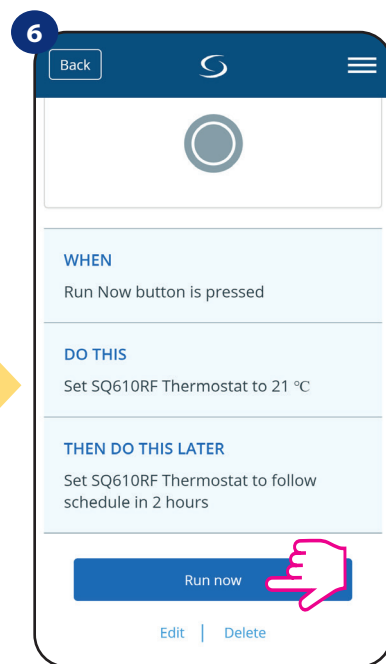 6
Back
WHEN
Run Now button is pressed
DO THIS
Set SQ610RF Thermostat to 21 °C
THEN DO THIS LATER
Set SQ610RF Thermostat to follow
schedule in 2 hours
Run now
Edit | Delete